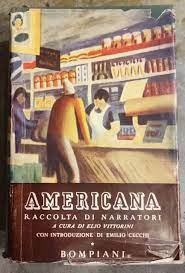 AMERICANA
RACCOLTA DI NARRATORI
A CURA DI ELIO VITTORINI
CON INTRODUZIONE DI EMILIO CECCHI
★
BOMPIANI